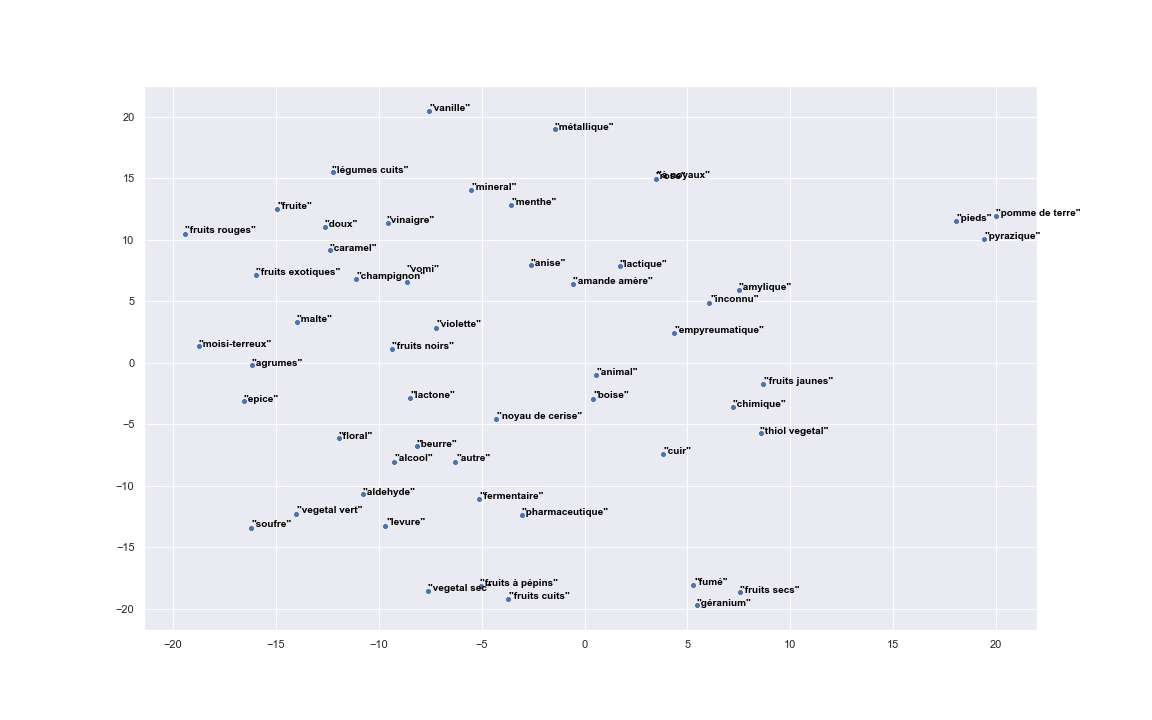 "vanille"
20
"métallique"
"légumes cuits"
15
"à noyaux"
"mineral"
"menthe"
"fruite"
"pomme de terre"
"pieds"
"vinaigre"
"doux"
"fruits rouges"
"pyrazique"
10
"caramel"
"anise"
"lactique"
"vomi"
"fruits exotiques"
"champignon"
"amande amère"
"amylique"
5
"inconnu"
"malte"
"violette"
"empyreumatique"
"moisi-terreux"
"fruits noirs"
0
"agrumes"
"animal"
"fruits jaunes"
"epice"
"lactone"
"boise"
"chimique"
"noyau de cerise"
−5
"thiol vegetal"
"floral"
"beurre"
"cuir"
"alcool"
"autre"
−10
"aldehyde"
"fermentaire"
"vegetal vert"
"pharmaceutique"
"soufre"
"levure"
−15
"fumé"
"fruits à pépins"
"vegetal sec"
"fruits secs"
"fruits cuits"
"géranium"
−20
−20 −15 −10 −5 0 5 10 15 20